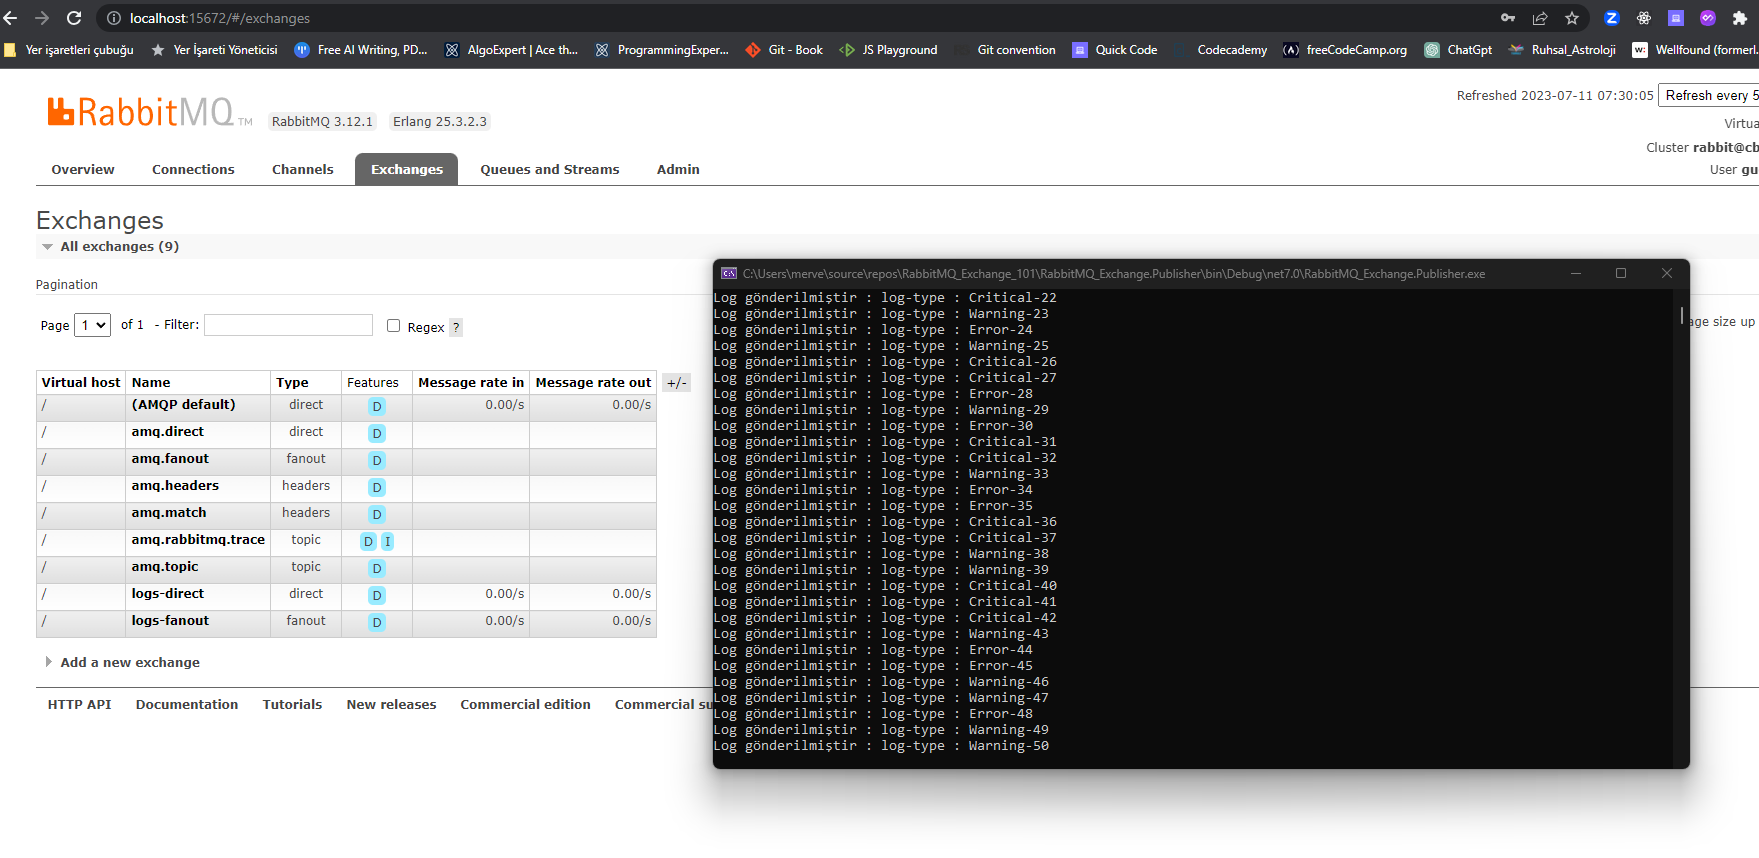 localhost:15672/#/exchanges
Yer işaretleri çubuğu Yer İşareti Yöneticisi Free AI Writing, PD... AlgoExpert | Ace th... ProgrammingExper... Git - Book JS Playground Git convention Quick Code Codecademy freeCodeCamp.org ChatGpt Ruhsal_Astroloji Wellfound (formerl...
RabbitMQ TM RabbitMQ 3.12.1 Erlang 25.3.2.3
Refreshed 2023-07-11 07:30:05 Refresh every 5
Virtua
Cluster rabbit@cb
User gu
Overview Connections Channels Exchanges Queues and Streams Admin
Exchanges
All exchanges (9)
Pagination
Page 1 of 1 - Filter: Regex ?
age size up
Virtual host Name Type Features Message rate in Message rate out +/-
/ (AMQP default) direct D 0.00/s 0.00/s
/ amq.direct direct D
/ amq.fanout fanout D
/ amq.headers headers D
/ amq.match headers D
/ amq.rabbitmq.trace topic D I
/ amq.topic topic D
/ logs-direct direct D 0.00/s 0.00/s
/ logs-fanout fanout D 0.00/s 0.00/s
Add a new exchange
HTTP API Documentation Tutorials New releases Commercial edition Commercial su
C:\Users\merve\source\repos\RabbitMQ_Exchange_101\RabbitMQ_Exchange.Publisher\bin\Debug\net7.0\RabbitMQ_Exchange.Publisher.exe
Log gönderilmiştir : log-type : Critical-22
Log gönderilmiştir : log-type : Warning-23
Log gönderilmiştir : log-type : Error-24
Log gönderilmiştir : log-type : Warning-25
Log gönderilmiştir : log-type : Critical-26
Log gönderilmiştir : log-type : Critical-27
Log gönderilmiştir : log-type : Error-28
Log gönderilmiştir : log-type : Warning-29
Log gönderilmiştir : log-type : Error-30
Log gönderilmiştir : log-type : Critical-31
Log gönderilmiştir : log-type : Critical-32
Log gönderilmiştir : log-type : Warning-33
Log gönderilmiştir : log-type : Error-34
Log gönderilmiştir : log-type : Error-35
Log gönderilmiştir : log-type : Critical-36
Log gönderilmiştir : log-type : Critical-37
Log gönderilmiştir : log-type : Warning-38
Log gönderilmiştir : log-type : Warning-39
Log gönderilmiştir : log-type : Critical-40
Log gönderilmiştir : log-type : Critical-41
Log gönderilmiştir : log-type : Critical-42
Log gönderilmiştir : log-type : Warning-43
Log gönderilmiştir : log-type : Error-44
Log gönderilmiştir : log-type : Error-45
Log gönderilmiştir : log-type : Warning-46
Log gönderilmiştir : log-type : Warning-47
Log gönderilmiştir : log-type : Error-48
Log gönderilmiştir : log-type : Warning-49
Log gönderilmiştir : log-type : Warning-50